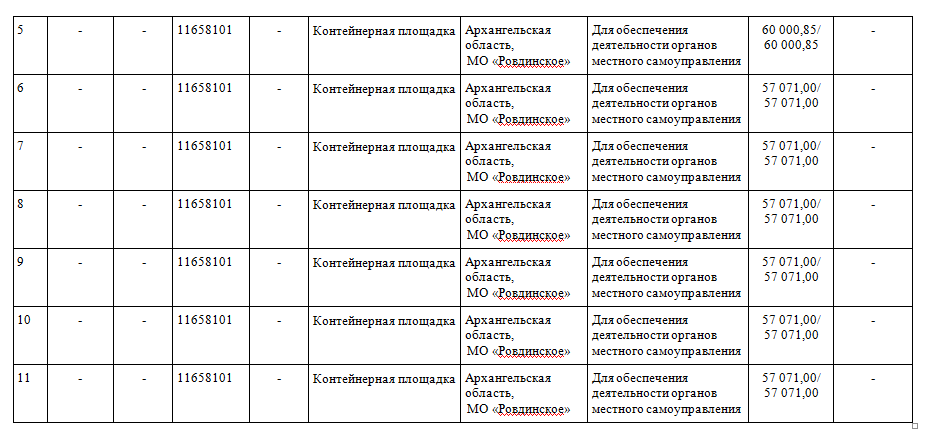 5 - - 11658101 - Контейнерная площадка Архангельская Для обеспечения 60 000,85/ -
область, деятельности органов 60 000,85
МО «Ровдинское» местного самоуправления
6 - - 11658101 - Контейнерная площадка Архангельская Для обеспечения 57 071,00/ -
область, деятельности органов 57 071,00
МО «Ровдинское» местного самоуправления
7 - - 11658101 - Контейнерная площадка Архангельская Для обеспечения 57 071,00/ -
область, деятельности органов 57 071,00
МО «Ровдинское» местного самоуправления
8 - - 11658101 - Контейнерная площадка Архангельская Для обеспечения 57 071,00/ -
область, деятельности органов 57 071,00
МО «Ровдинское» местного самоуправления
9 - - 11658101 - Контейнерная площадка Архангельская Для обеспечения 57 071,00/ -
область, деятельности органов 57 071,00
МО «Ровдинское» местного самоуправления
10 - - 11658101 - Контейнерная площадка Архангельская Для обеспечения 57 071,00/ -
область, деятельности органов 57 071,00
МО «Ровдинское» местного самоуправления
11 - - 11658101 - Контейнерная площадка Архангельская Для обеспечения 57 071,00/ -
область, деятельности органов 57 071,00
МО «Ровдинское» местного самоуправления